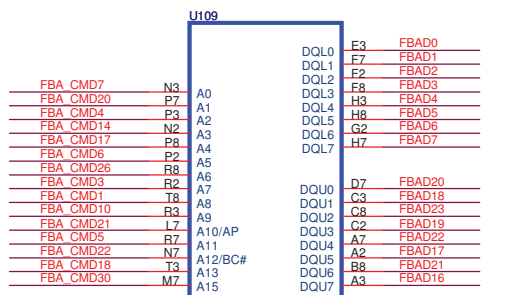 U109
FBA_CMD7 N3 A0
FBA_CMD20 P7 A1
FBA_CMD4 P3 A2
FBA_CMD14 N2 A3
FBA_CMD17 P8 A4
FBA_CMD6 P2 A5
FBA_CMD26 R8 A6
FBA_CMD3 R2 A7
FBA_CMD1 T8 A8
FBA_CMD10 R3 A9
FBA_CMD21 L7 A10/AP
FBA_CMD5 R7 A11
FBA_CMD22 N7 A12/BC#
FBA_CMD18 T3 A13
FBA_CMD30 M7 A15
DQL0 E3 FBAD0
DQL1 F7 FBAD1
DQL2 F2 FBAD2
DQL3 F8 FBAD3
DQL4 H3 FBAD4
DQL5 H8 FBAD5
DQL6 G2 FBAD6
DQL7 H7 FBAD7
DQU0 D7 FBAD20
DQU1 C3 FBAD18
DQU2 C8 FBAD23
DQU3 C2 FBAD19
DQU4 A7 FBAD22
DQU5 A2 FBAD17
DQU6 B8 FBAD21
DQU7 A3 FBAD16